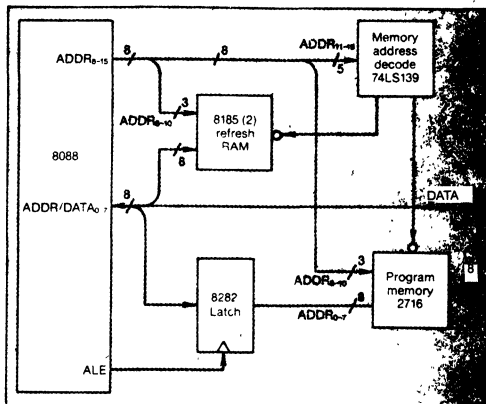 8
8
ADDR8-15
ADDR11-15
5
Memory
address
decode
74LS139
3
ADDR8-10
8
8185 (2)
refresh
RAM
8088
8
ADDR/DATA0-7
DATA
8
3
ADDR8-10
8
ADDR0-7
Program
memory
2716
8282
Latch
ALE